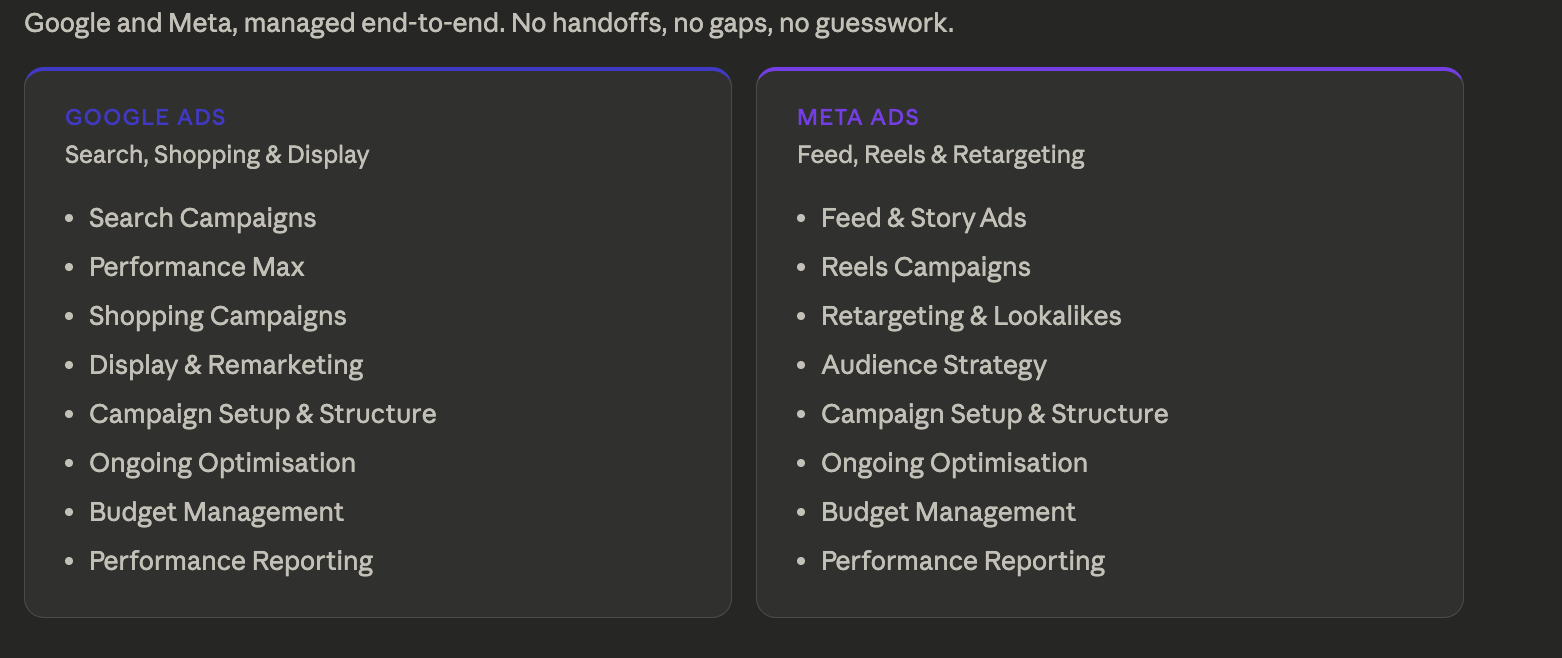 Google and Meta, managed end-to-end. No handoffs, no gaps, no guesswork.
GOOGLE ADS
Search, Shopping & Display
• Search Campaigns
• Performance Max
• Shopping Campaigns
• Display & Remarketing
• Campaign Setup & Structure
• Ongoing Optimisation
• Budget Management
• Performance Reporting
META ADS
Feed, Reels & Retargeting
• Feed & Story Ads
• Reels Campaigns
• Retargeting & Lookalikes
• Audience Strategy
• Campaign Setup & Structure
• Ongoing Optimisation
• Budget Management
• Performance Reporting